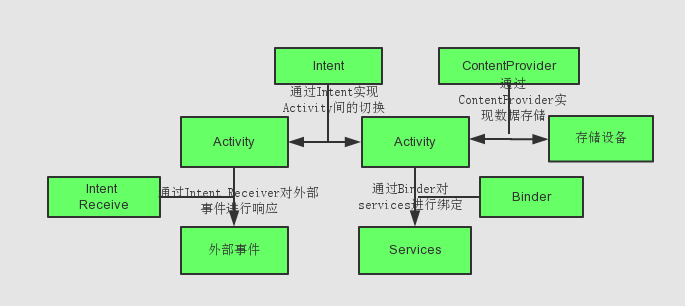 Intent
ContentProvider
通过Intent实现
Activity间的切换
通过
ContentProvider实
现数据存储
Activity
Activity
存储设备
Intent
Receive
通过Intent Receiver对外部
事件进行响应
通过Binder对
services进行绑定
Binder
外部事件
Services